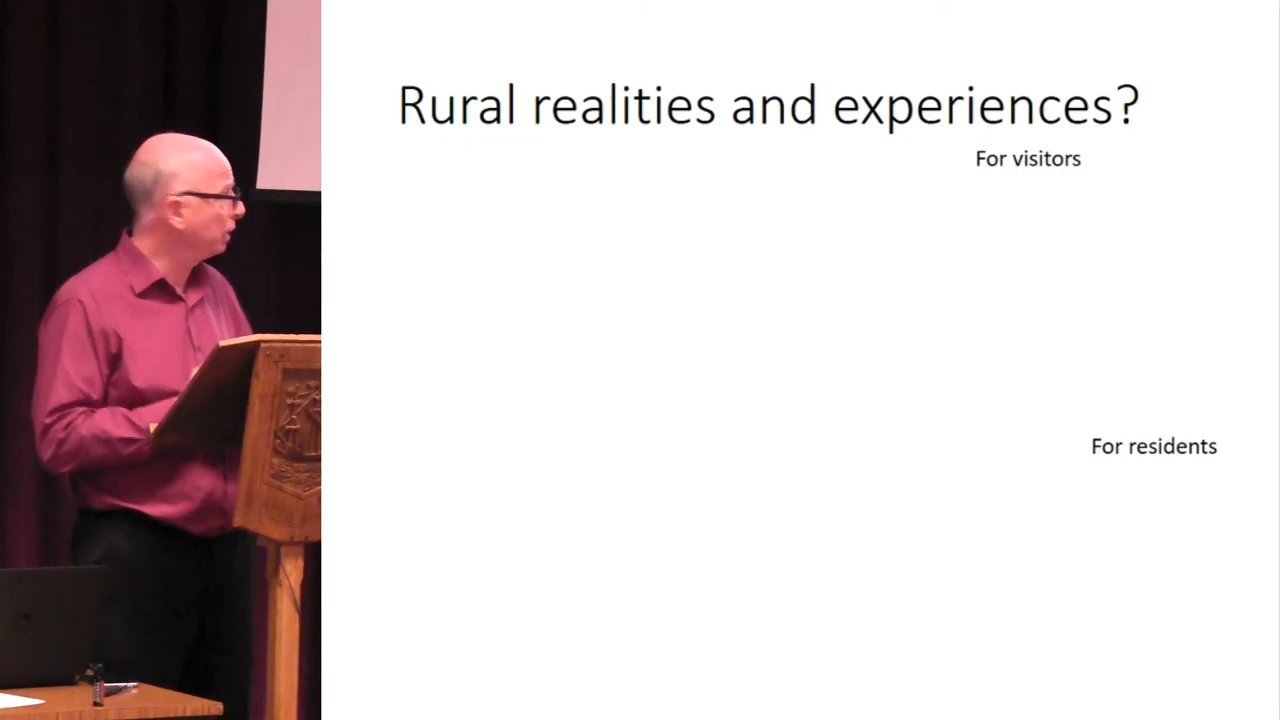 Rural realities and experiences?
For visitors
For residents